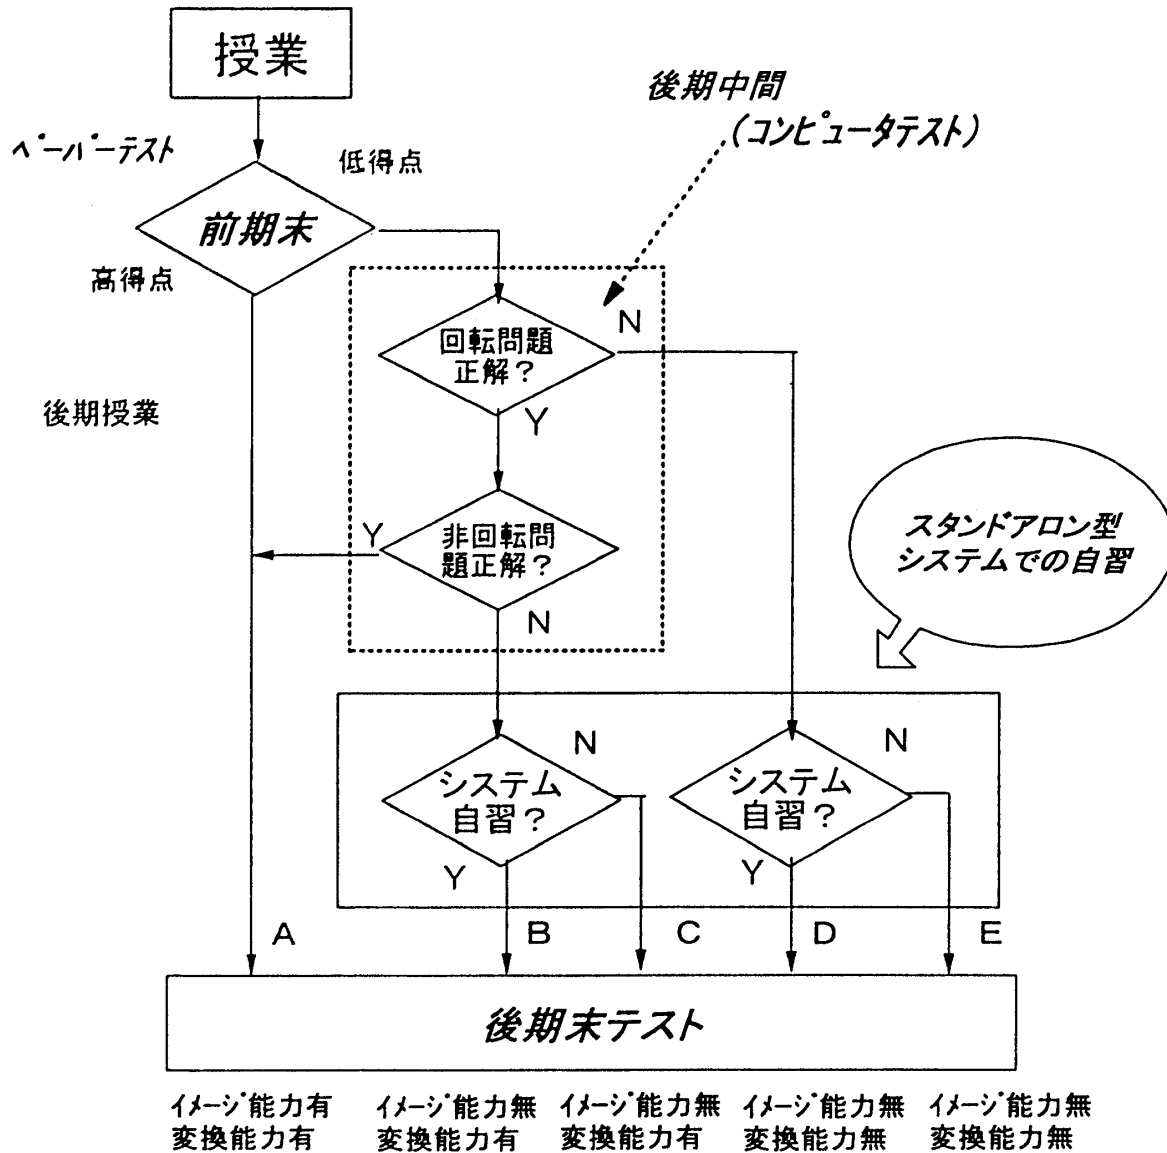 授業
ペーパーテスト
低得点
前期末
高得点
後期中間
(コンピュータテスト)
回転問題
正解?
N
Y
後期授業
非回転問
題正解?
Y
N
スタンドアロン型
システムでの自習
システム
自習?
N
Y
システム
自習?
N
Y
A
B
C
D
E
後期末テスト
イメージ能力有
変換能力有
イメージ能力無
変換能力有
イメージ能力無
変換能力有
イメージ能力無
変換能力無
イメージ能力無
変換能力無